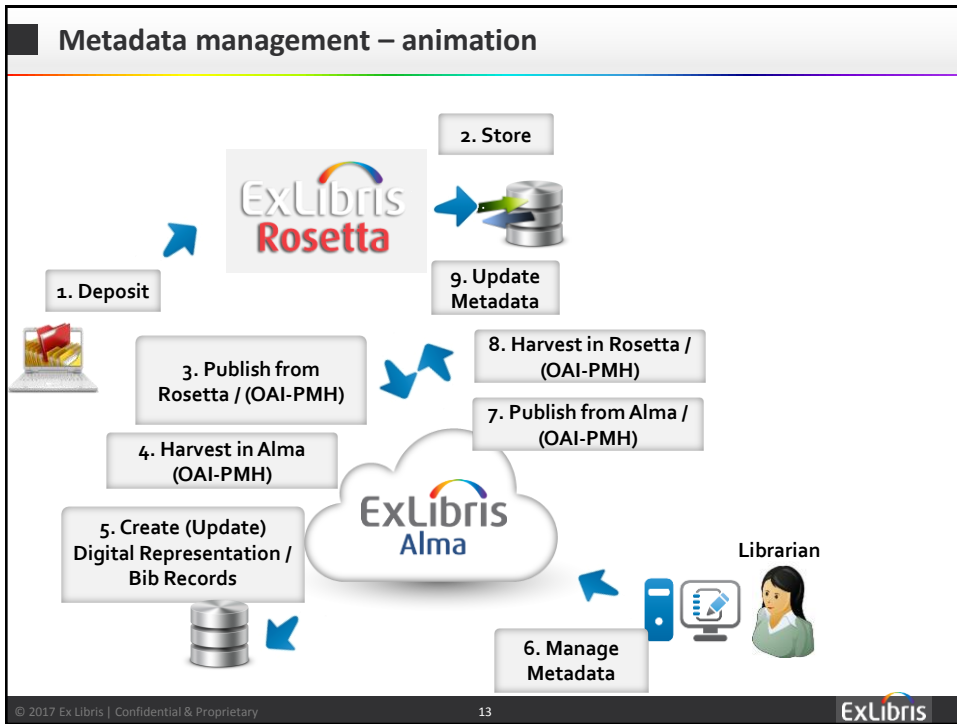 Metadata management – animation
2. Store
ExLibris
Rosetta
1. Deposit
9. Update
Metadata
3. Publish from
Rosetta / (OAI-PMH)
8. Harvest in Rosetta /
(OAI-PMH)
7. Publish from Alma /
(OAI-PMH)
4. Harvest in Alma
(OAI-PMH)
ExLibris
Alma
5. Create (Update)
Digital Representation /
Bib Records
Librarian
6. Manage
Metadata
© 2017 Ex Libris | Confidential & Proprietary
13
ExLibris